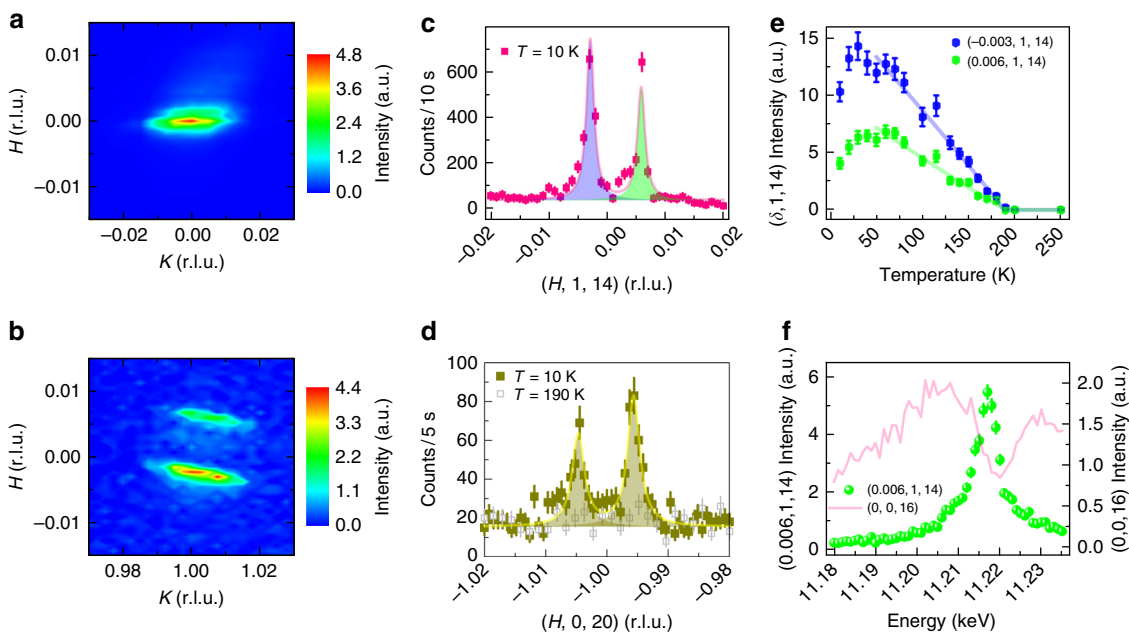 a
0.01
0.00
−0.01
H (r.l.u.)
−0.02 0.00 0.02
K (r.l.u.)
4.8
3.6
2.4
1.2
0.0
Intensity (a.u.)
c
T = 10 K
600
400
200
0
Counts/10 s
−0.02 −0.01 0.00 0.01 0.02
(H, 1, 14) (r.l.u.)
e
(−0.003, 1, 14)
(0.006, 1, 14)
15
10
5
0
(δ, 1, 14) Intensity (a.u.)
0 50 100 150 200 250
Temperature (K)
b
0.01
0.00
−0.01
H (r.l.u.)
0.98 1.00 1.02
K (r.l.u.)
4.4
3.3
2.2
1.1
0.0
Intensity (a.u.)
d
T = 10 K
T = 190 K
100
80
60
40
20
0
Counts/5 s
−1.02 −1.01 −1.00 −0.99 −0.98
(H, 0, 20) (r.l.u.)
f
6
4
2
0
(0.006,1,14) Intensity (a.u.)
(0.006, 1, 14)
(0, 0, 16)
2.0
1.5
1.0
0.5
0.0
(0,0,16) Intensity (a.u.)
11.18 11.19 11.20 11.21 11.22 11.23
Energy (keV)